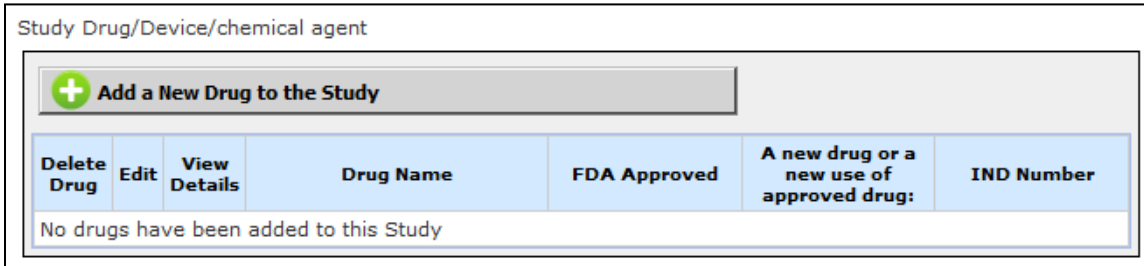 Study Drug/Device/chemical agent
Add a New Drug to the Study
Delete Drug Edit View Details Drug Name FDA Approved A new drug or a new use of approved drug: IND Number
No drugs have been added to this Study